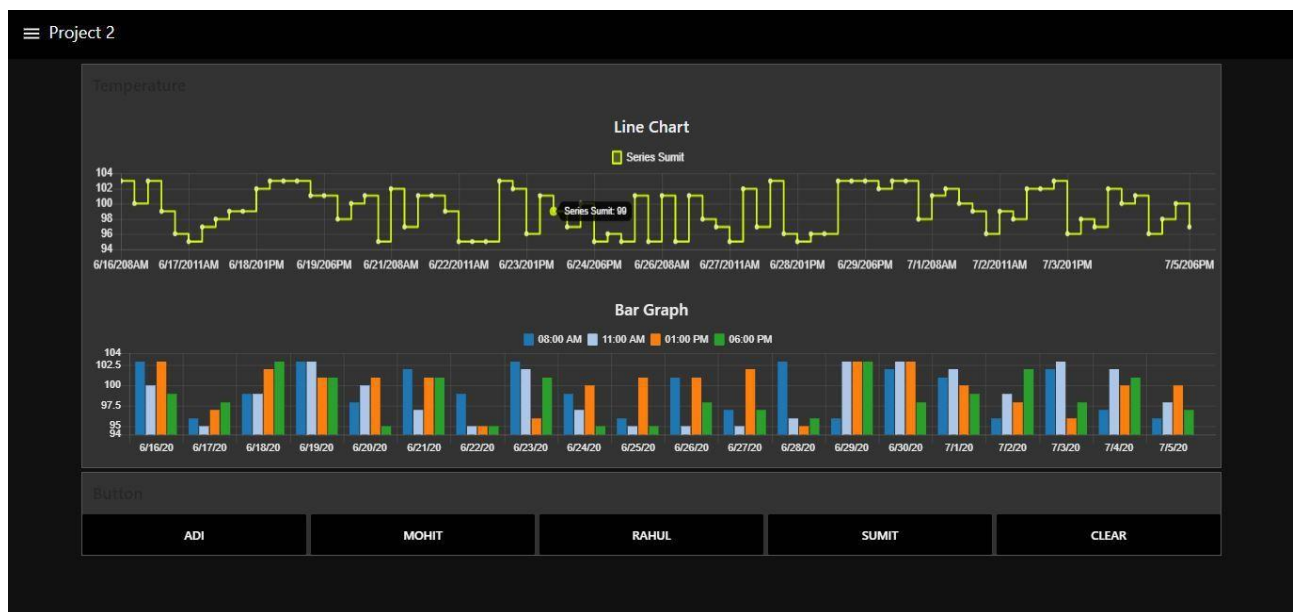 Project 2
Temperature
Line Chart
Series Sumit
104
102
100
98
96
94
Series Sumit: 99
6/16/208AM 6/17/2011AM 6/18/201PM 6/19/206PM 6/21/208AM 6/22/2011AM 6/23/201PM 6/24/206PM 6/26/208AM 6/27/2011AM 6/28/201PM 6/29/206PM 7/1/208AM 7/2/2011AM 7/3/201PM 7/5/206PM
Bar Graph
08:00 AM 11:00 AM 01:00 PM 06:00 PM
104
102.5
100
97.5
95
94
6/16/20 6/17/20 6/18/20 6/19/20 6/20/20 6/21/20 6/22/20 6/23/20 6/24/20 6/25/20 6/26/20 6/27/20 6/28/20 6/29/20 6/30/20 7/1/20 7/2/20 7/3/20 7/4/20 7/5/20
Button
ADI MOHIT RAHUL SUMIT CLEAR